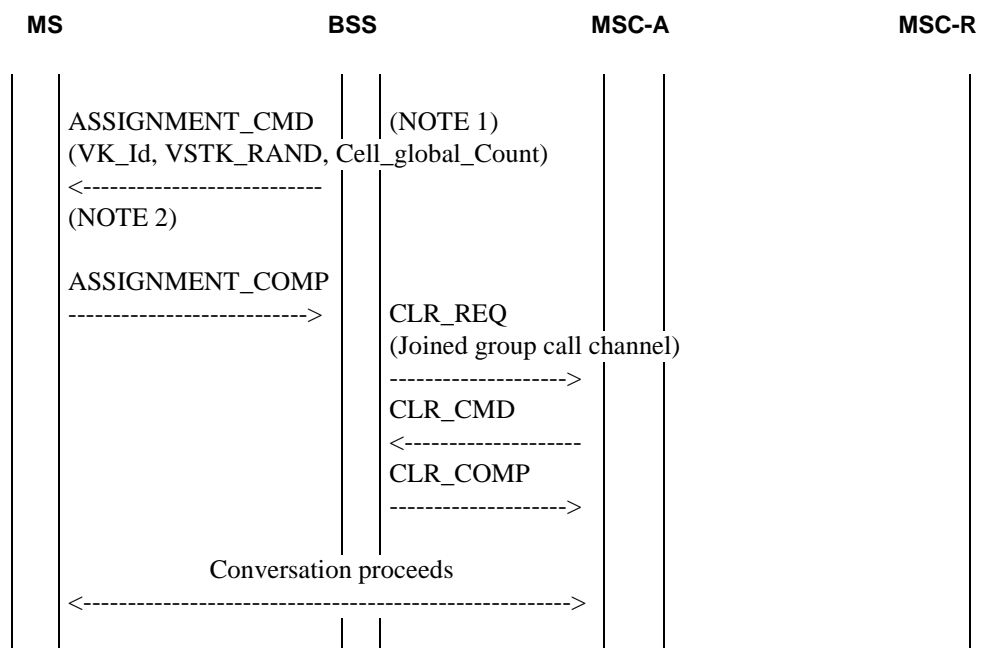 MS BSS MSC-A MSC-R
ASSIGNMENT_CMD (NOTE 1)
(VK_Id, VSTK_RAND, Cell_global_Count)
<---------------------------
(NOTE 2)
ASSIGNMENT_COMP
---------------------------> CLR_REQ
(Joined group call channel)
-------------------->
CLR_CMD
<--------------------
CLR_COMP
-------------------->
Conversation proceeds
<------------------------------------------------------->